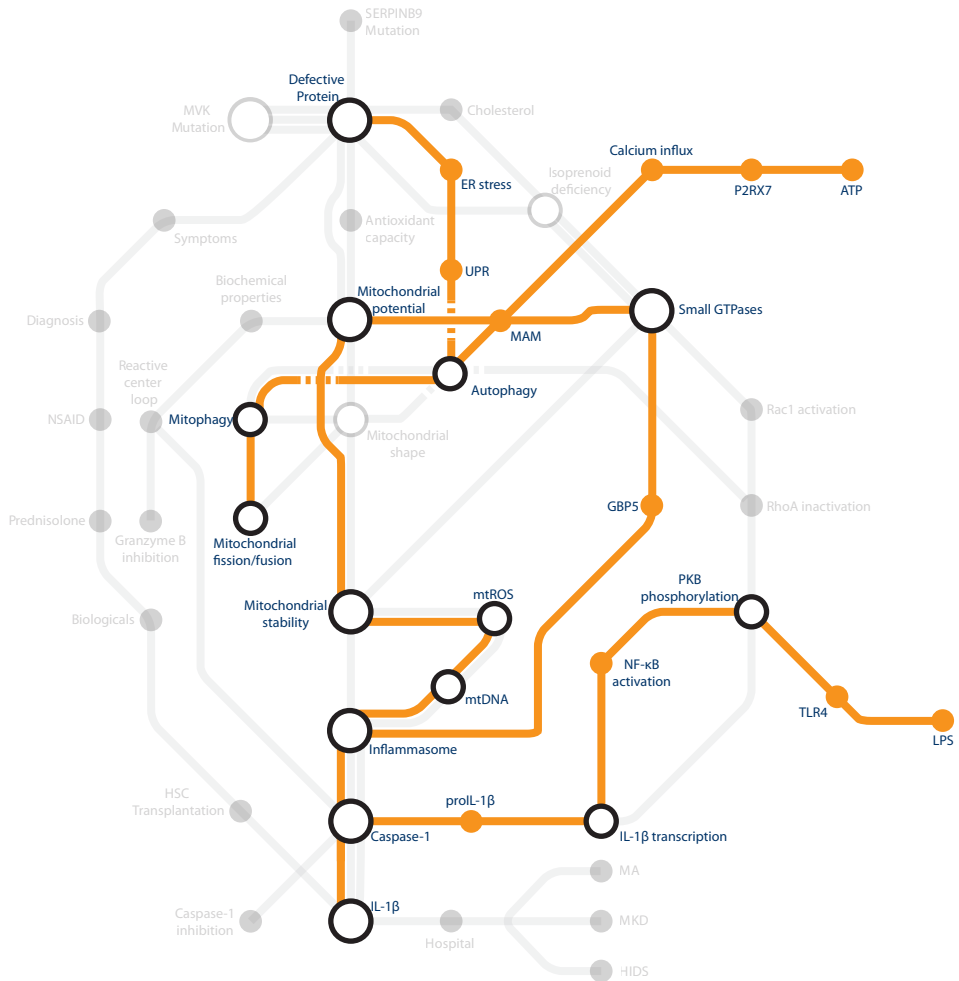 SERPINB9
Mutation
Defective
Protein
MVK
Mutation
Cholesterol
Calcium influx
P2RX7
ATP
ER stress
Isoprenoid
deficiency
Symptoms
Antioxidant
capacity
UPR
Biochemical
properties
Mitochondrial
potential
Small GTPases
Diagnosis
MAM
Reactive
center
loop
Autophagy
NSAID
Mitophagy
Mitochondrial
shape
Rac1 activation
GBP5
RhoA inactivation
Prednisolone
Granzyme B
inhibition
Mitochondrial
fission/fusion
PKB
phosphorylation
mtROS
Mitochondrial
stability
Biologicals
NF-κB
activation
mtDNA
TLR4
LPS
Inflammasome
HSC
Transplantation
proIL-1β
Caspase-1
IL-1β transcription
MA
IL-1β
Caspase-1
inhibition
Hospital
MKD
HIDS